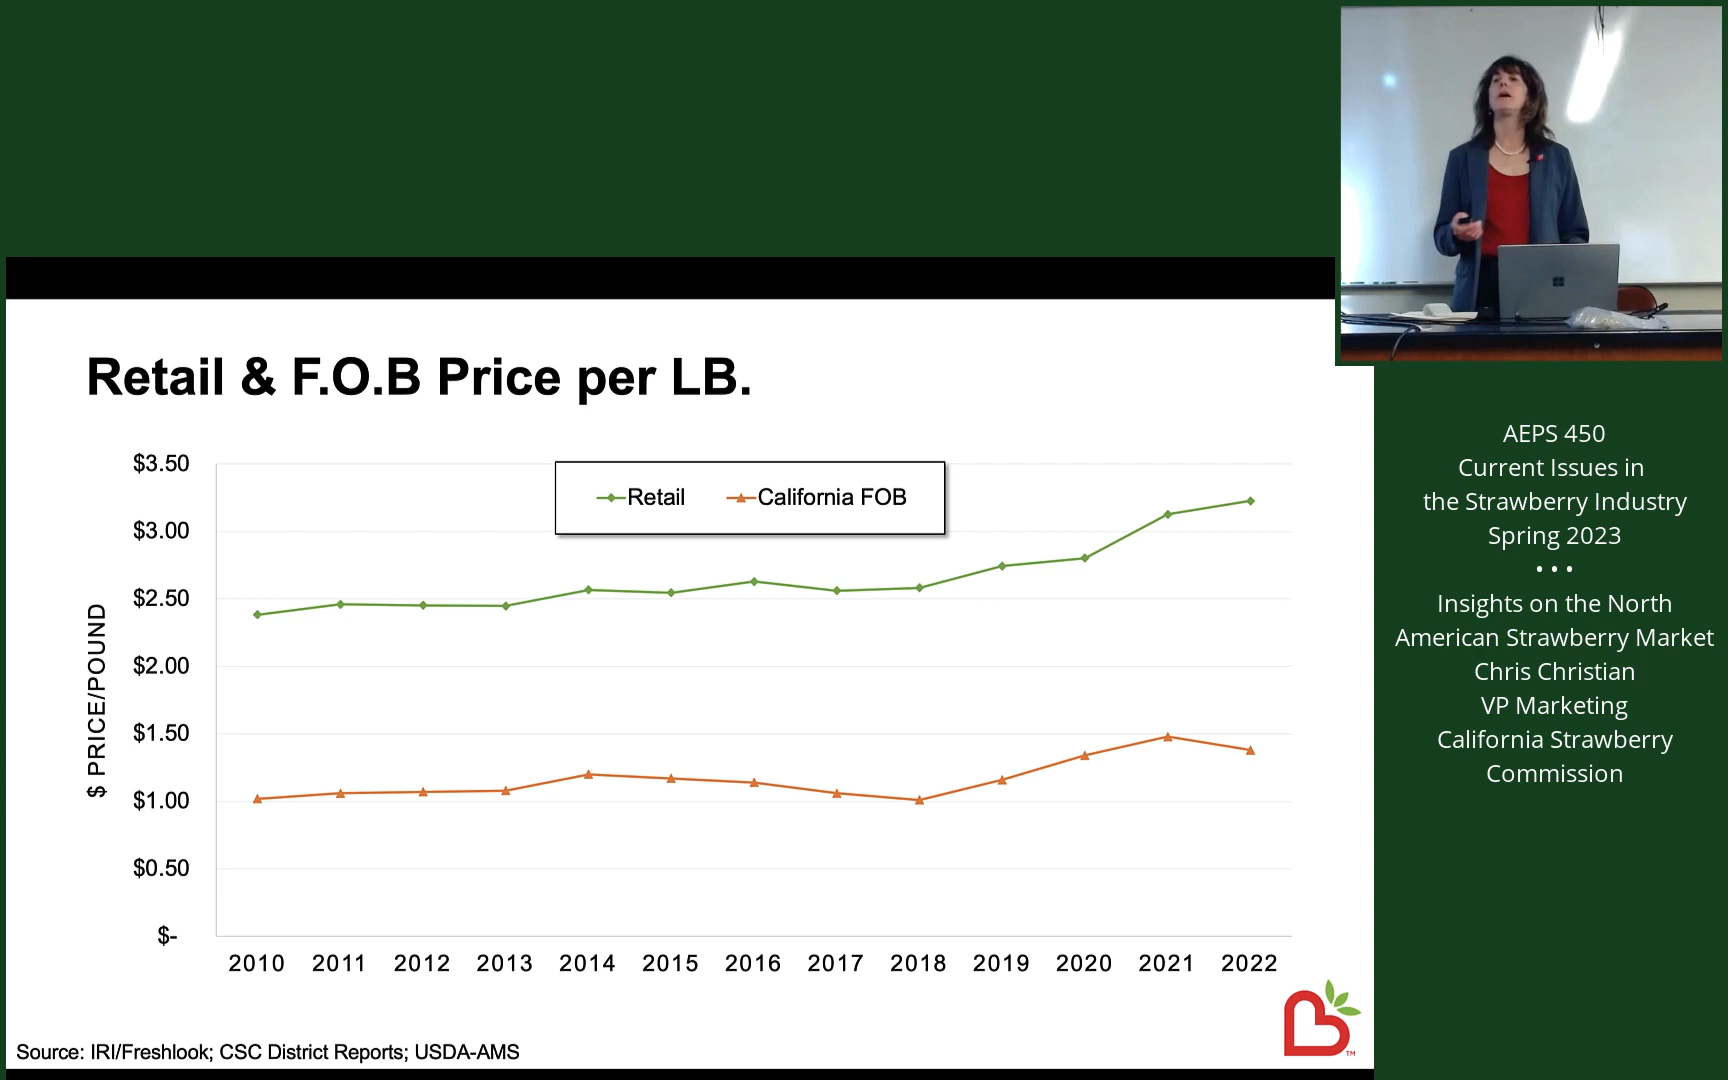 Retail & F.O.B Price per LB.
Retail
California FOB
$ PRICE/POUND
$3.50
$3.00
$2.50
$2.00
$1.50
$1.00
$0.50
$-
2010 2011 2012 2013 2014 2015 2016 2017 2018 2019 2020 2021 2022
Source: IRI/Freshlook; CSC District Reports; USDA-AMS
TM
AEPS 450
Current Issues in
the Strawberry Industry
Spring 2023
• • •
Insights on the North
American Strawberry Market
Chris Christian
VP Marketing
California Strawberry
Commission